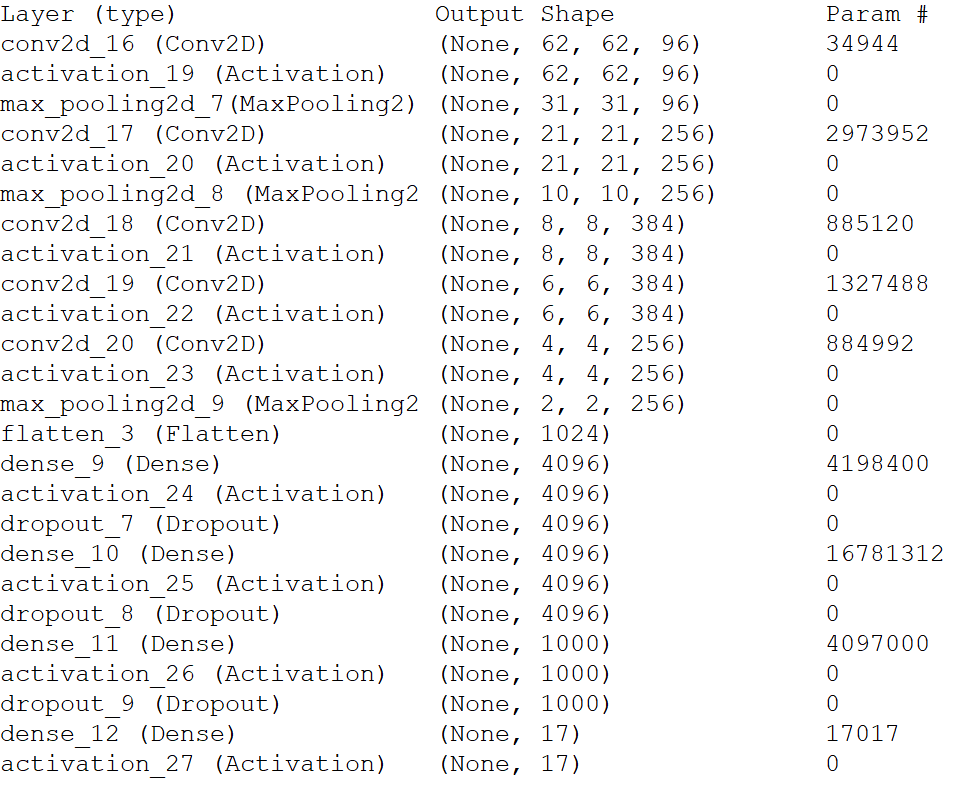 Layer (type) Output Shape Param #
conv2d_16 (Conv2D) (None, 62, 62, 96) 34944
activation_19 (Activation) (None, 62, 62, 96) 0
max_pooling2d_7(MaxPooling2) (None, 31, 31, 96) 0
conv2d_17 (Conv2D) (None, 21, 21, 256) 2973952
activation_20 (Activation) (None, 21, 21, 256) 0
max_pooling2d_8 (MaxPooling2 (None, 10, 10, 256) 0
conv2d_18 (Conv2D) (None, 8, 8, 384) 885120
activation_21 (Activation) (None, 8, 8, 384) 0
conv2d_19 (Conv2D) (None, 6, 6, 384) 1327488
activation_22 (Activation) (None, 6, 6, 384) 0
conv2d_20 (Conv2D) (None, 4, 4, 256) 884992
activation_23 (Activation) (None, 4, 4, 256) 0
max_pooling2d_9 (MaxPooling2 (None, 2, 2, 256) 0
flatten_3 (Flatten) (None, 1024) 0
dense_9 (Dense) (None, 4096) 4198400
activation_24 (Activation) (None, 4096) 0
dropout_7 (Dropout) (None, 4096) 0
dense_10 (Dense) (None, 4096) 16781312
activation_25 (Activation) (None, 4096) 0
dropout_8 (Dropout) (None, 4096) 0
dense_11 (Dense) (None, 1000) 4097000
activation_26 (Activation) (None, 1000) 0
dropout_9 (Dropout) (None, 1000) 0
dense_12 (Dense) (None, 17) 17017
activation_27 (Activation) (None, 17) 0